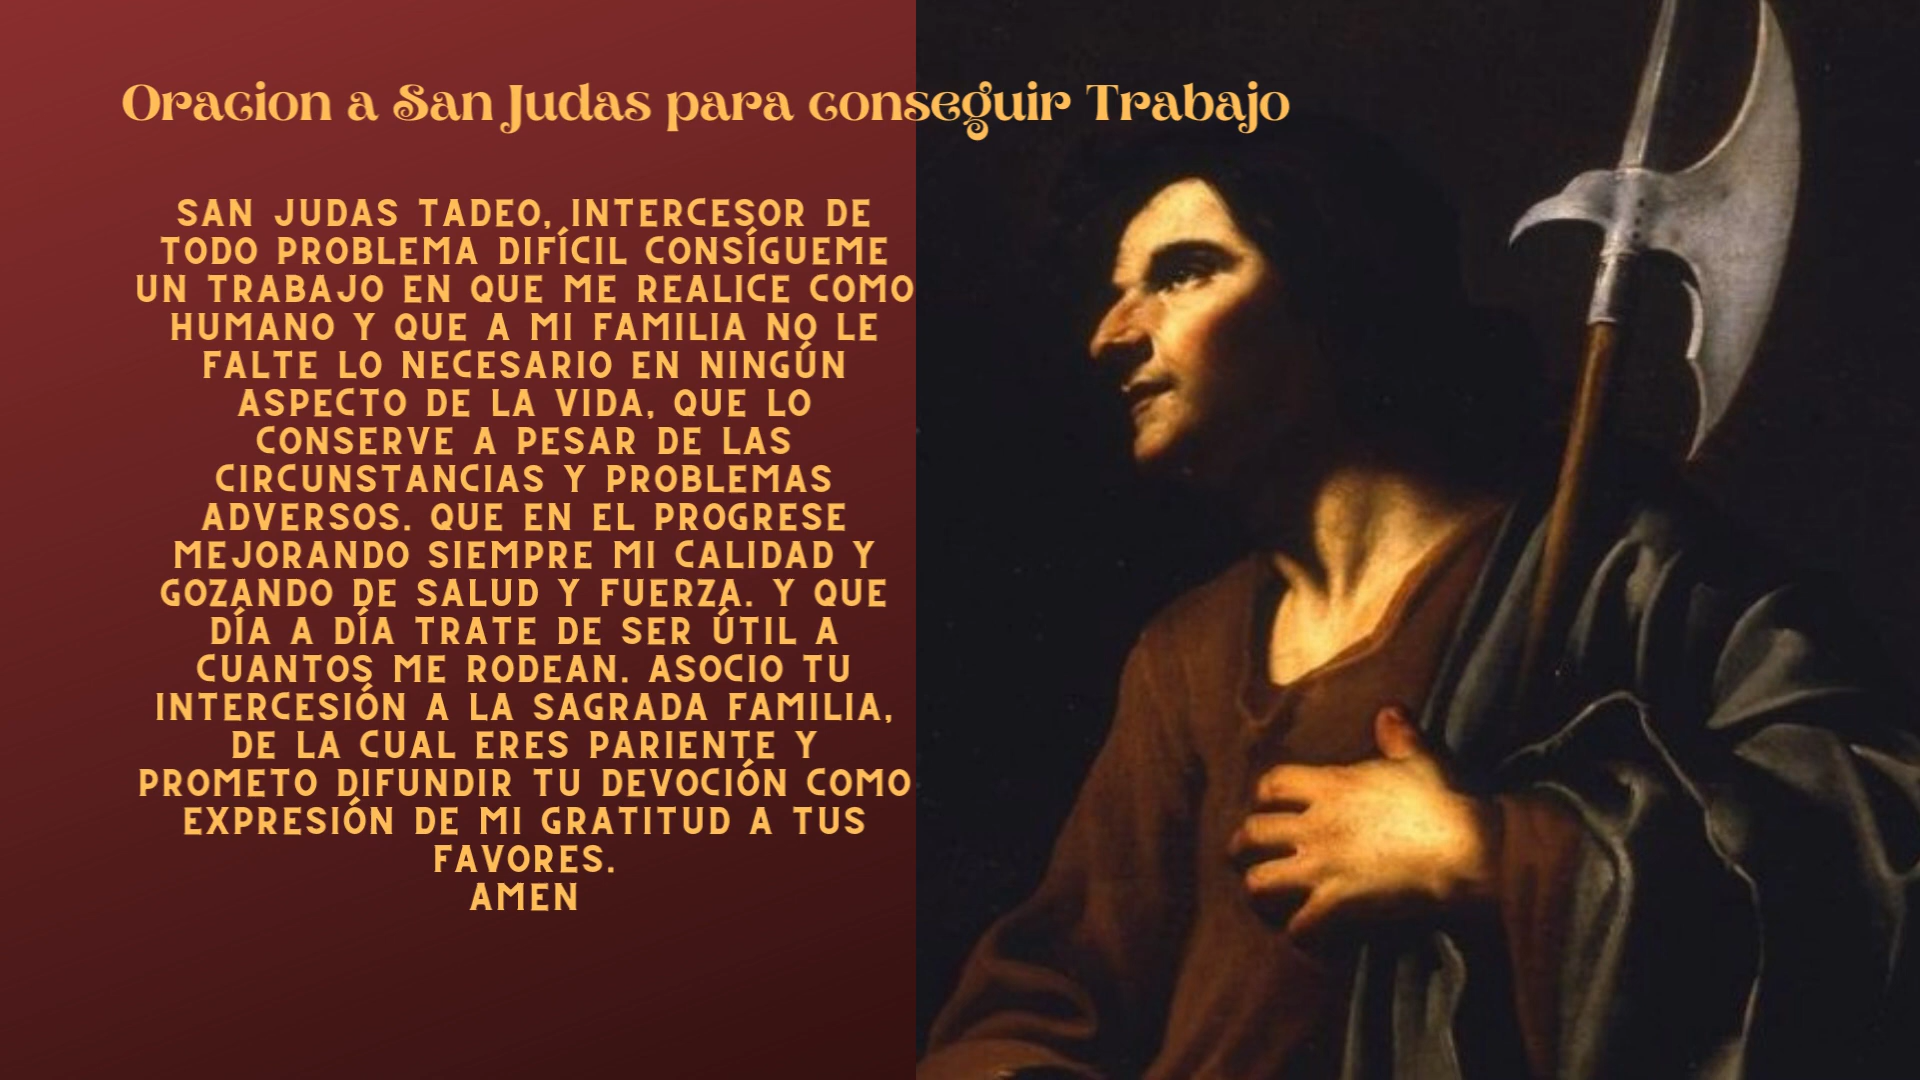 Oracion a San Judas para conseguir Trabajo
SAN JUDAS TADEO, INTERCESOR DE
TODO PROBLEMA DIFÍCIL CONSÍGUEME
UN TRABAJO EN QUE ME REALICE COMO
HUMANO Y QUE A MI FAMILIA NO LE
FALTE LO NECESARIO EN NINGÚN
ASPECTO DE LA VIDA, QUE LO
CONSERVE A PESAR DE LAS
CIRCUNSTANCIAS Y PROBLEMAS
ADVERSOS. QUE EN EL PROGRESE
MEJORANDO SIEMPRE MI CALIDAD Y
GOZANDO DE SALUD Y FUERZA. Y QUE
DÍA A DÍA TRATE DE SER ÚTIL A
CUANTOS ME RODEAN. ASOCIO TU
INTERCESIÓN A LA SAGRADA FAMILIA,
DE LA CUAL ERES PARIENTE Y
PROMETO DIFUNDIR TU DEVOCIÓN COMO
EXPRESIÓN DE MI GRATITUD A TUS
FAVORES.
AMEN